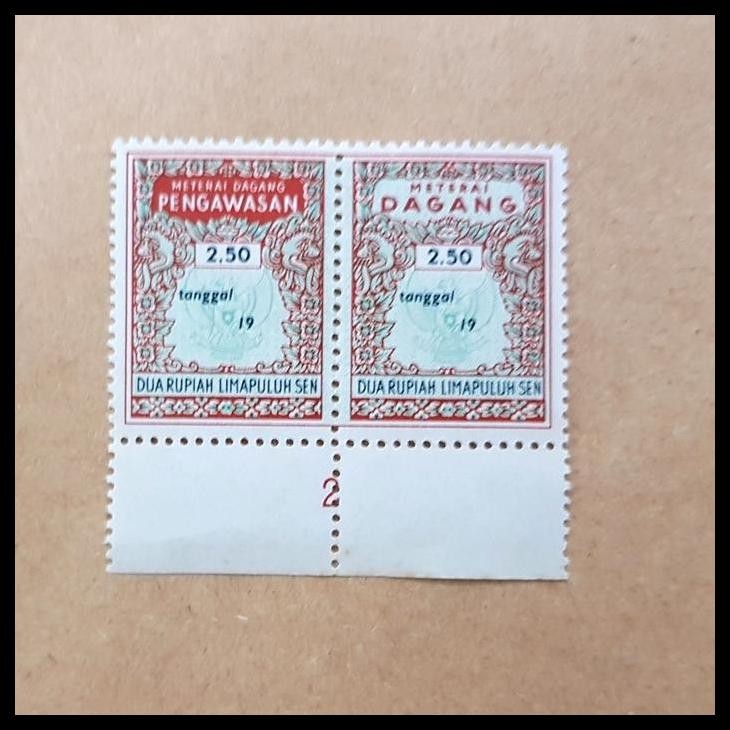 METERAI DAGANG
PENGAWASAN
2.50
tanggal
19
DUA RUPIAH LIMAPULUH SEN
METERAI
DAGANG
2.50
tanggal
19
DUA RUPIAH LIMAPULUH SEN
2